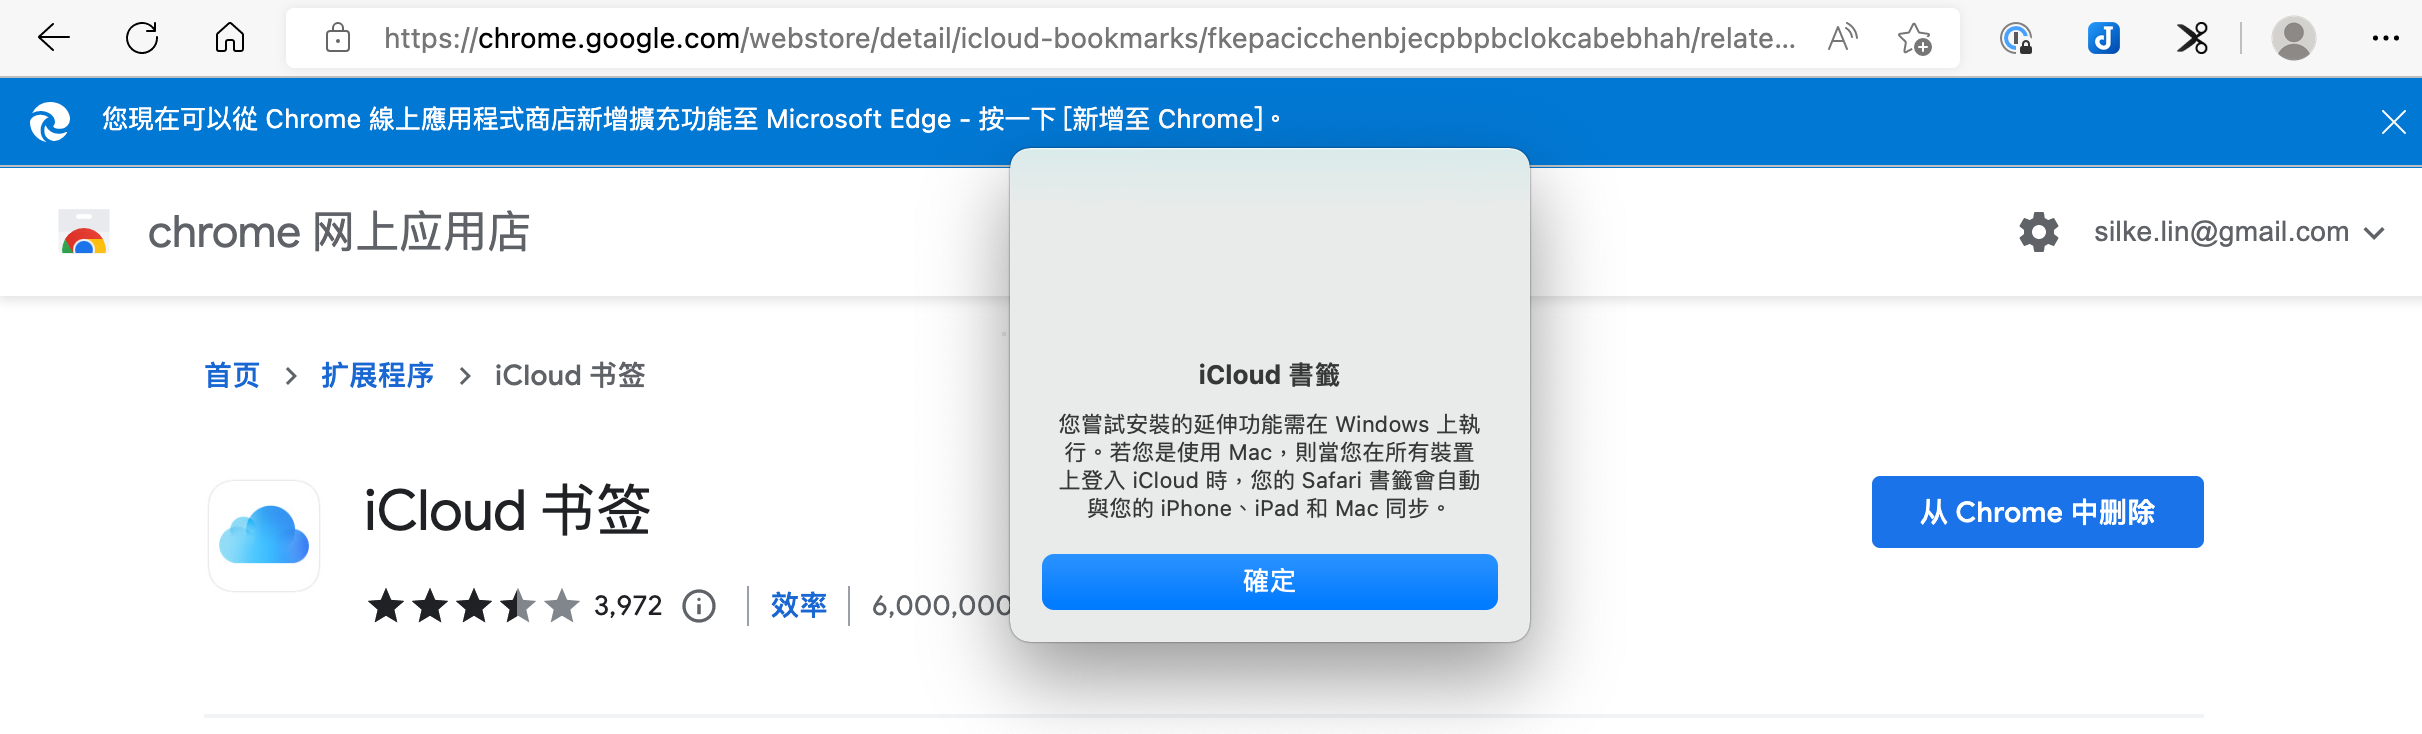 https://chrome.google.com/webstore/detail/icloud-bookmarks/fkepacicchenbjecpbpbclokcabebhah/relate...
您現在可以從 Chrome 線上應用程式商店新增擴充功能至 Microsoft Edge - 按一下 [新增至 Chrome]。
chrome 网上应用店
silke.lin@gmail.com
首页 > 扩展程序 > iCloud 书签
iCloud 书签
3,972
效率
6,000,000
从 Chrome 中删除
iCloud 書籤
您嘗試安裝的延伸功能需在 Windows 上執
行。若您是使用 Mac，則當您在所有裝置
上登入 iCloud 時，您的 Safari 書籤會自動
與您的 iPhone、iPad 和 Mac 同步。
確定